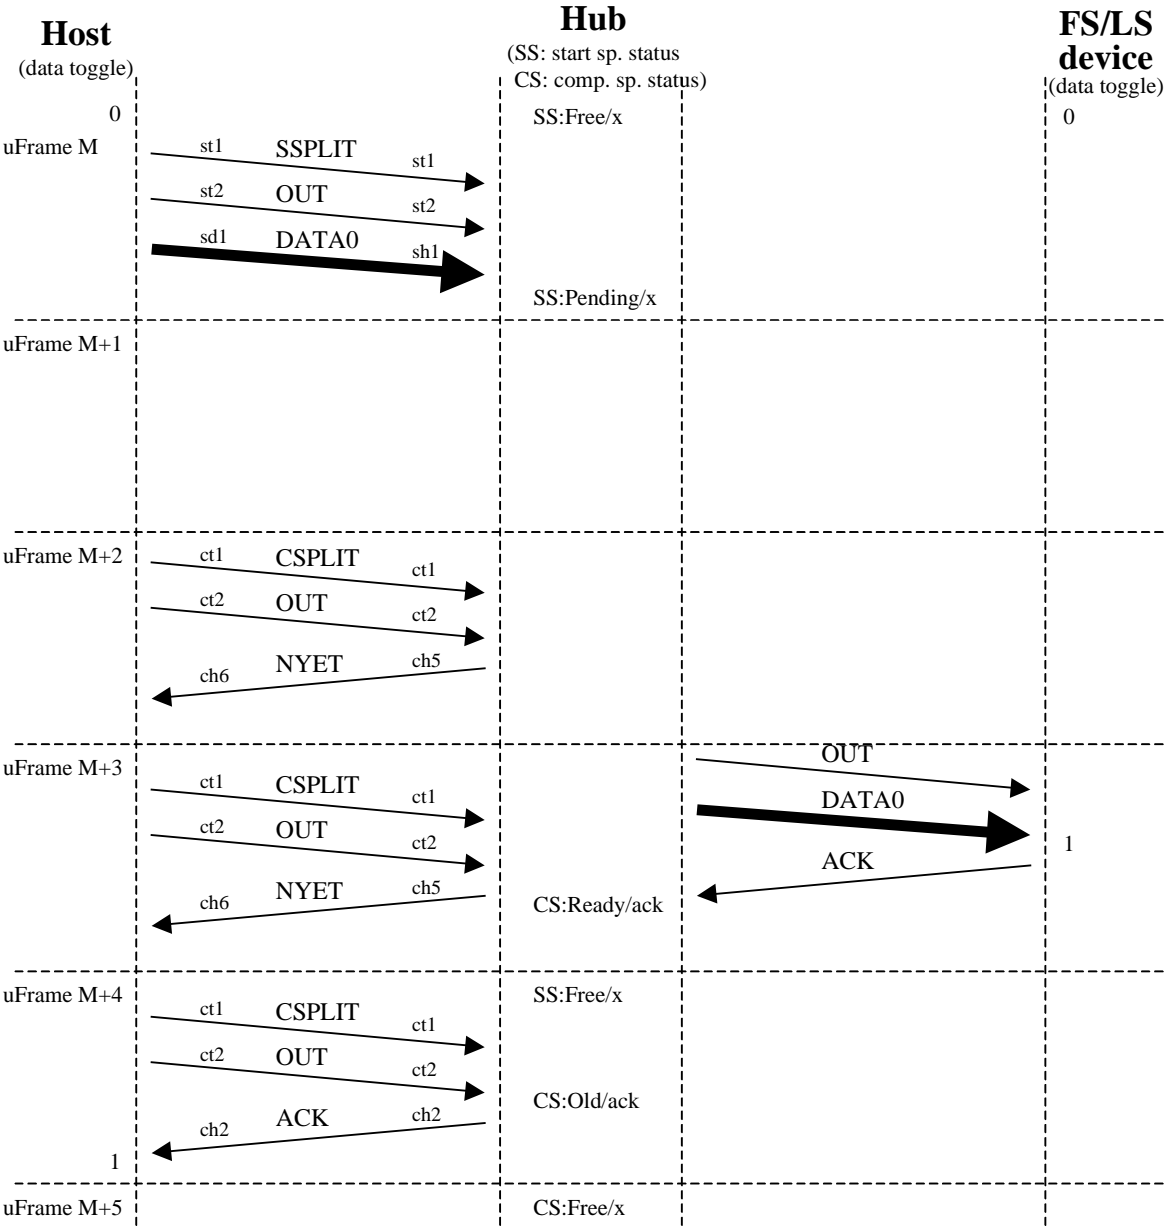 Host
(data toggle)
Hub
(SS: start sp. status
CS: comp. sp. status)
FS/LS
device
(data toggle)
0
SS:Free/x
0
uFrame M
st1 SSPLIT st1
st2 OUT st2
sd1 DATA0 sh1
SS:Pending/x
uFrame M+1
uFrame M+2
ct1 CSPLIT ct1
ct2 OUT ct2
ch6 NYET ch5
uFrame M+3
OUT
ct1 CSPLIT ct1
DATA0
ct2 OUT ct2
1
ACK
ch6 NYET ch5
CS:Ready/ack
uFrame M+4
SS:Free/x
ct1 CSPLIT ct1
ct2 OUT ct2
CS:Old/ack
ch2 ACK ch2
1
uFrame M+5
CS:Free/x